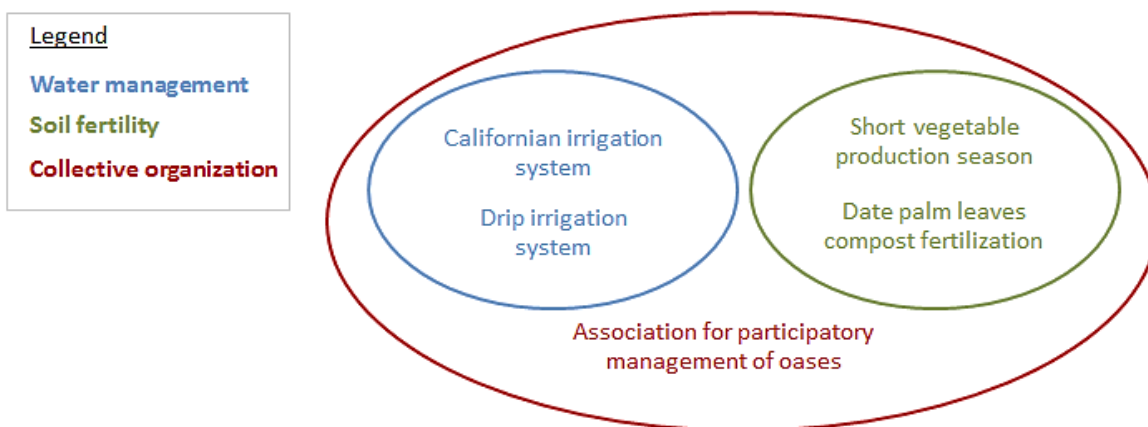 Legend
Water management
Soil fertility
Collective organization
Californian irrigation
system
Drip irrigation
system
Short vegetable
production season
Date palm leaves
compost fertilization
Association for participatory
management of oases